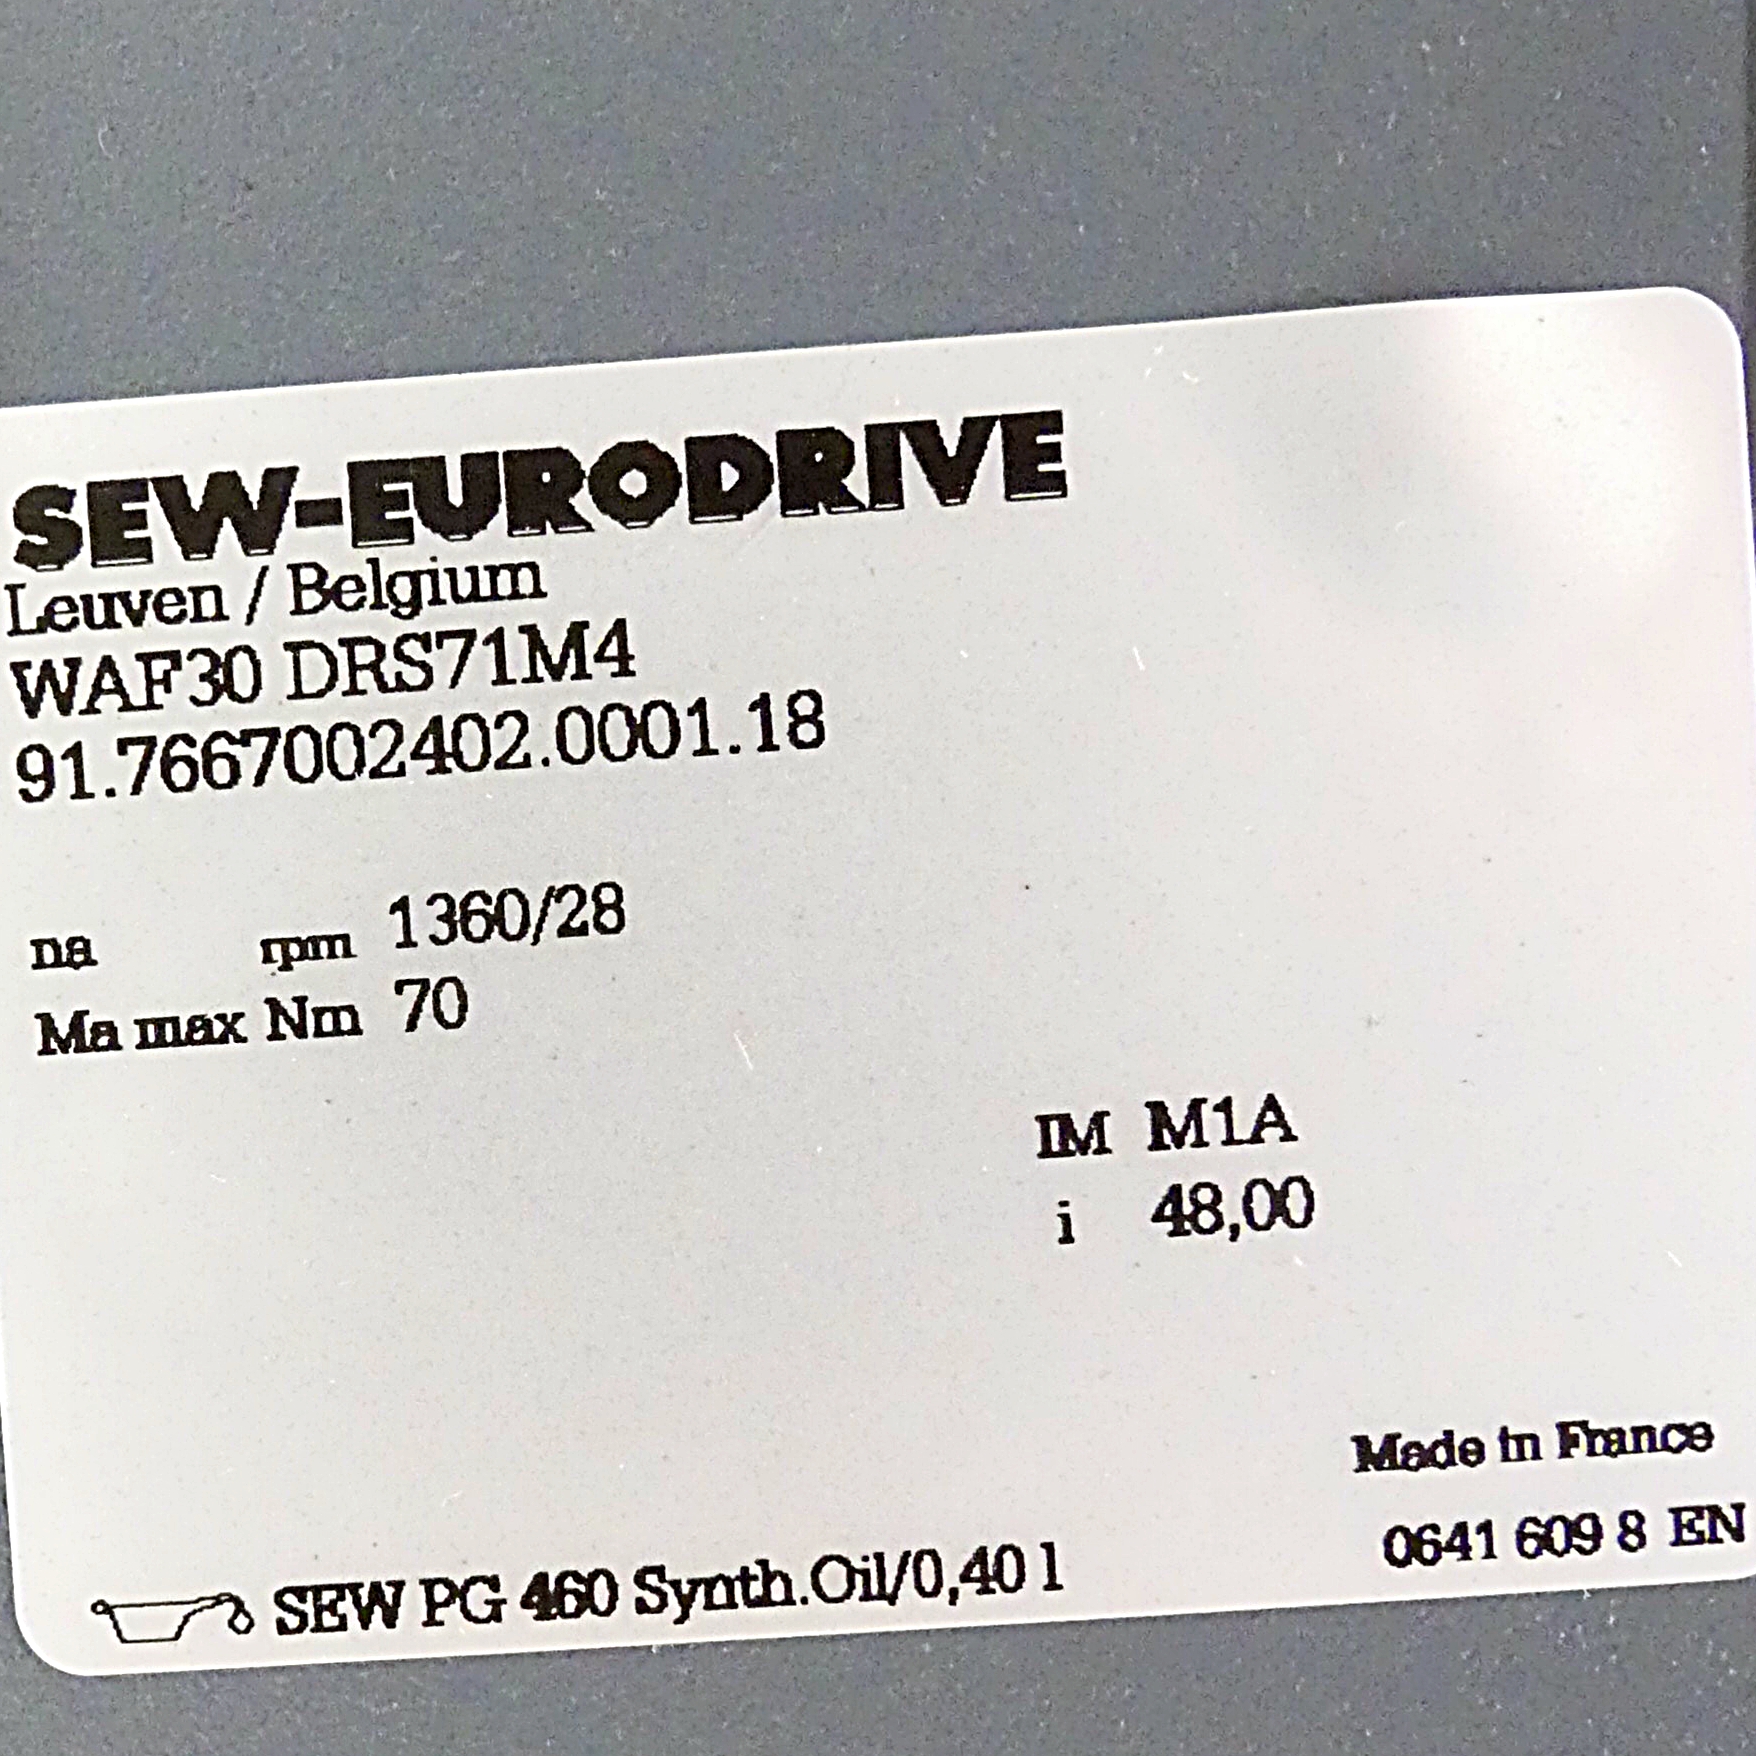 SEW-EURODRIVE
Leuven / Belgium
WAF30 DRS71M4
91.7667002402.0001.18
na rpm 1360/28
Ma max Nm 70
IM M1A
i 48,00
Made in France
0641 609 8 EN
SEW PG 460 Synth.Oil/0,40 l